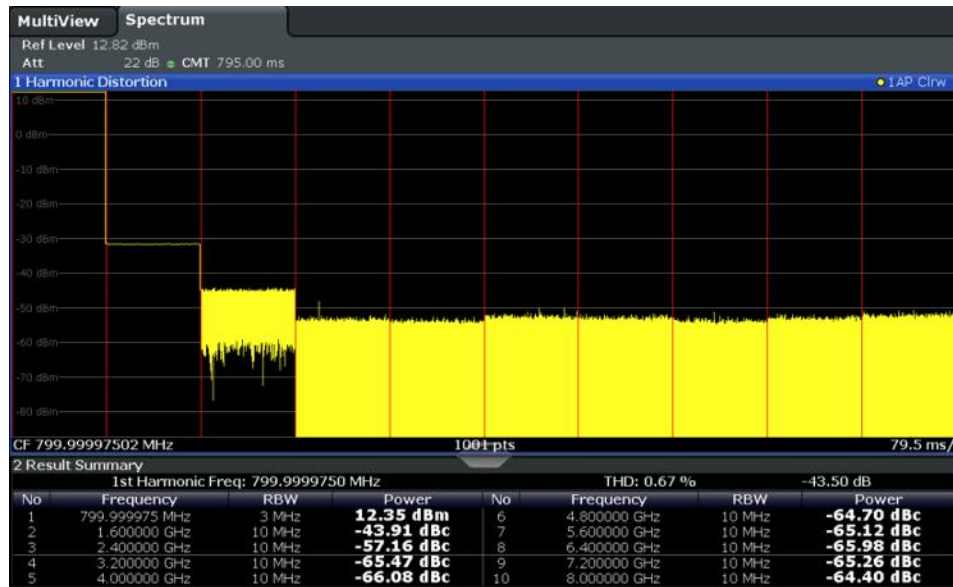 MultiView Spectrum
Ref Level 12.82 dBm
Att 22 dB CMT 795.00 ms
1 Harmonic Distortion 1AP Clrw
10 dBm
0 dBm
-10 dBm
-20 dBm
-30 dBm
-40 dBm
-50 dBm
-60 dBm
-70 dBm
-80 dBm
CF 799.99997502 MHz 1001 pts 79.5 ms/
2 Result Summary
1st Harmonic Freq: 799.9999750 MHz THD: 0.67 % -43.50 dB
No Frequency RBW Power No Frequency RBW Power
1 799.999975 MHz 3 MHz 12.35 dBm 6 4.800000 GHz 10 MHz -64.70 dBc
2 1.600000 GHz 10 MHz -43.91 dBc 7 5.600000 GHz 10 MHz -65.12 dBc
3 2.400000 GHz 10 MHz -57.16 dBc 8 6.400000 GHz 10 MHz -65.98 dBc
4 3.200000 GHz 10 MHz -65.47 dBc 9 7.200000 GHz 10 MHz -65.26 dBc
5 4.000000 GHz 10 MHz -66.08 dBc 10 8.000000 GHz 10 MHz -64.46 dBc